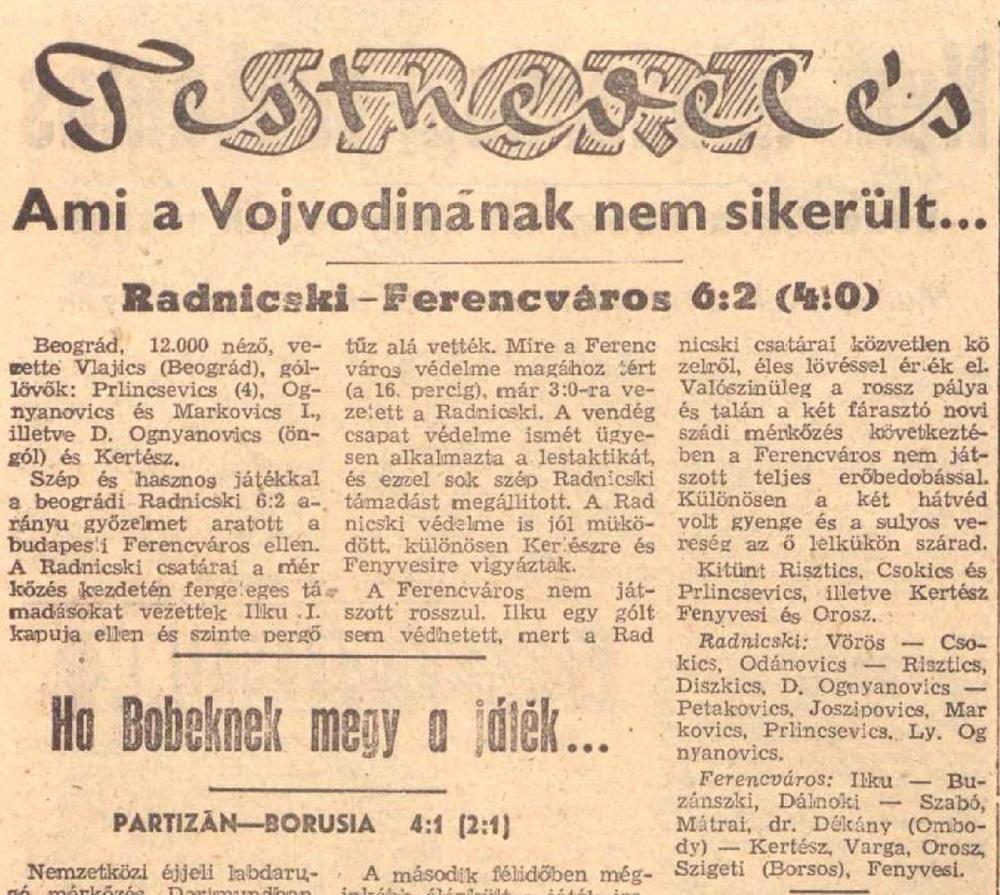 Testnevelés
SPORT
Ami a Vojvodinának nem sikerült...
Radnicski—Ferencváros 6:2 (4:0)
Beográd, 12.000 néző, ve-
zette Vlajics (Beográd), gól-
lövők: Prlincsevics (4), Og-
nyanovics és Markovics I.,
illetve D. Ognyanovics (ön-
gól) és Kertész.
Szép és hasznos játékkal
a beográdi Radnicski 6:2 a-
rányu győzelmet aratott a
budapesti Ferencváros ellen.
A Radnicski csatárai a mér
kőzés kezdetén fergeteges tá-
madásokat vezettek Ilku I.
kapuja ellen és szinte pergő
tűz alá vették. Mire a Ferenc
város védelme magához tért
(a 16. percig), már 3:0-ra ve-
zetett a Radnicski. A vendég
csapat védelme ismét ügye-
sen alkalmazta a lestaktikát,
és ezzel sok szép Radnicski
támadást megállitott. A Rad
nicski védelme is jól mükö-
dött, különösen Kertészre és
Fenyvesire vigyáztak.
A Ferencváros nem ját-
szott rosszul. Ilku egy gólt
sem védhetett, mert a Rad
nicski csatárai közvetlen kö
zelről, éles lövéssel érték el.
Valószinüleg a rossz pálya
és talán a két fárasztó novi
szádi mérkőzés következté-
ben a Ferencváros nem ját-
szott teljes erőbedobással.
Különösen a két hátvéd
volt gyenge és a sulyos ve-
reség az ő lelkükön szárad.
Kitünt Risztics, Csokics és
Prlincsevics, illetve Kertész
Fenyvesi és Orosz.
Radnicski: Vörös — Cso-
kics, Odánovics — Risztics,
Diszkics, D. Ognyanovics —
Petakovics, Joszipovics, Mar
kovics, Prlincsevics, Ly. Og
nyanovics.
Ferencváros: Ilku — Bu-
zánszki, Dálnoki — Szabó,
Mátrai, dr. Dékány (Ombo-
dy) — Kertész, Varga, Orosz,
Szigeti (Borsos), Fenyvesi.
Ha Bobeknek megy a játék...
PARTIZÁN—BORUSIA 4:1 (2:1)
Nemzetközi éjjeli labdaru-
gó mérkőzés Dortmundban
A második félidőben még-